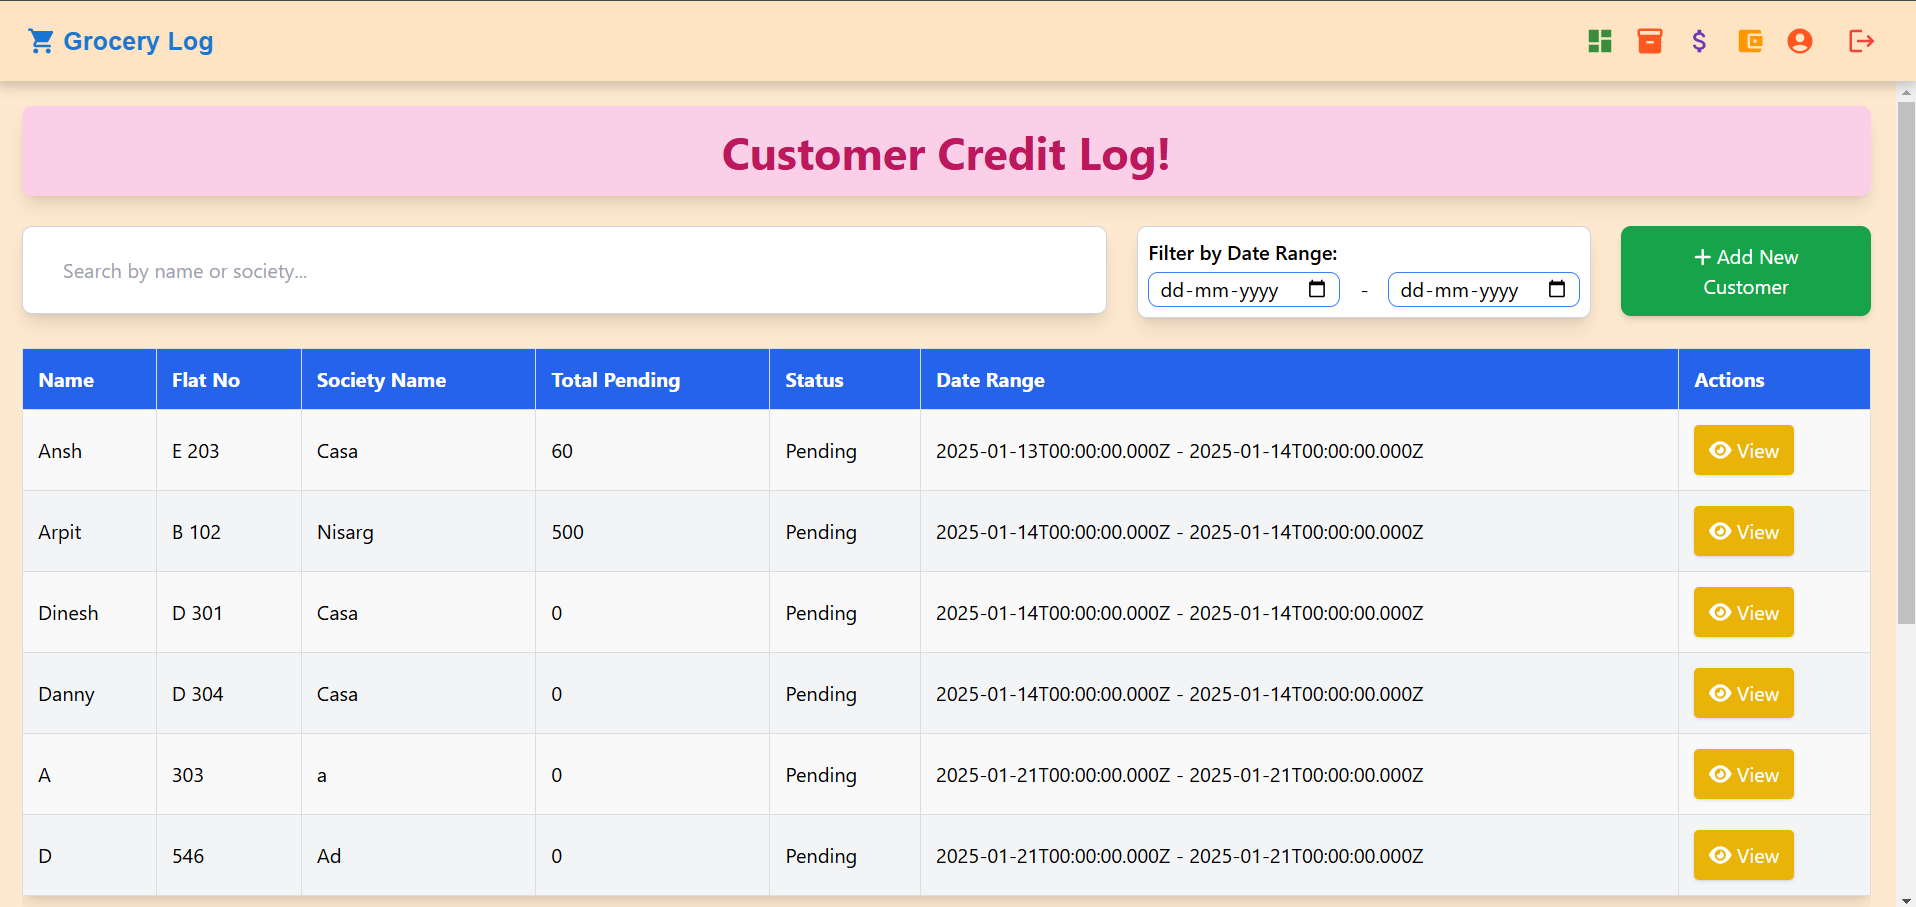 Grocery Log
Customer Credit Log!
Search by name or society...
Filter by Date Range:
dd-mm-yyyy - dd-mm-yyyy
+ Add New
Customer
Name Flat No Society Name Total Pending Status Date Range Actions
Ansh E 203 Casa 60 Pending 2025-01-13T00:00:00.000Z - 2025-01-14T00:00:00.000Z View
Arpit B 102 Nisarg 500 Pending 2025-01-14T00:00:00.000Z - 2025-01-14T00:00:00.000Z View
Dinesh D 301 Casa 0 Pending 2025-01-14T00:00:00.000Z - 2025-01-14T00:00:00.000Z View
Danny D 304 Casa 0 Pending 2025-01-14T00:00:00.000Z - 2025-01-14T00:00:00.000Z View
A 303 a 0 Pending 2025-01-21T00:00:00.000Z - 2025-01-21T00:00:00.000Z View
D 546 Ad 0 Pending 2025-01-21T00:00:00.000Z - 2025-01-21T00:00:00.000Z View